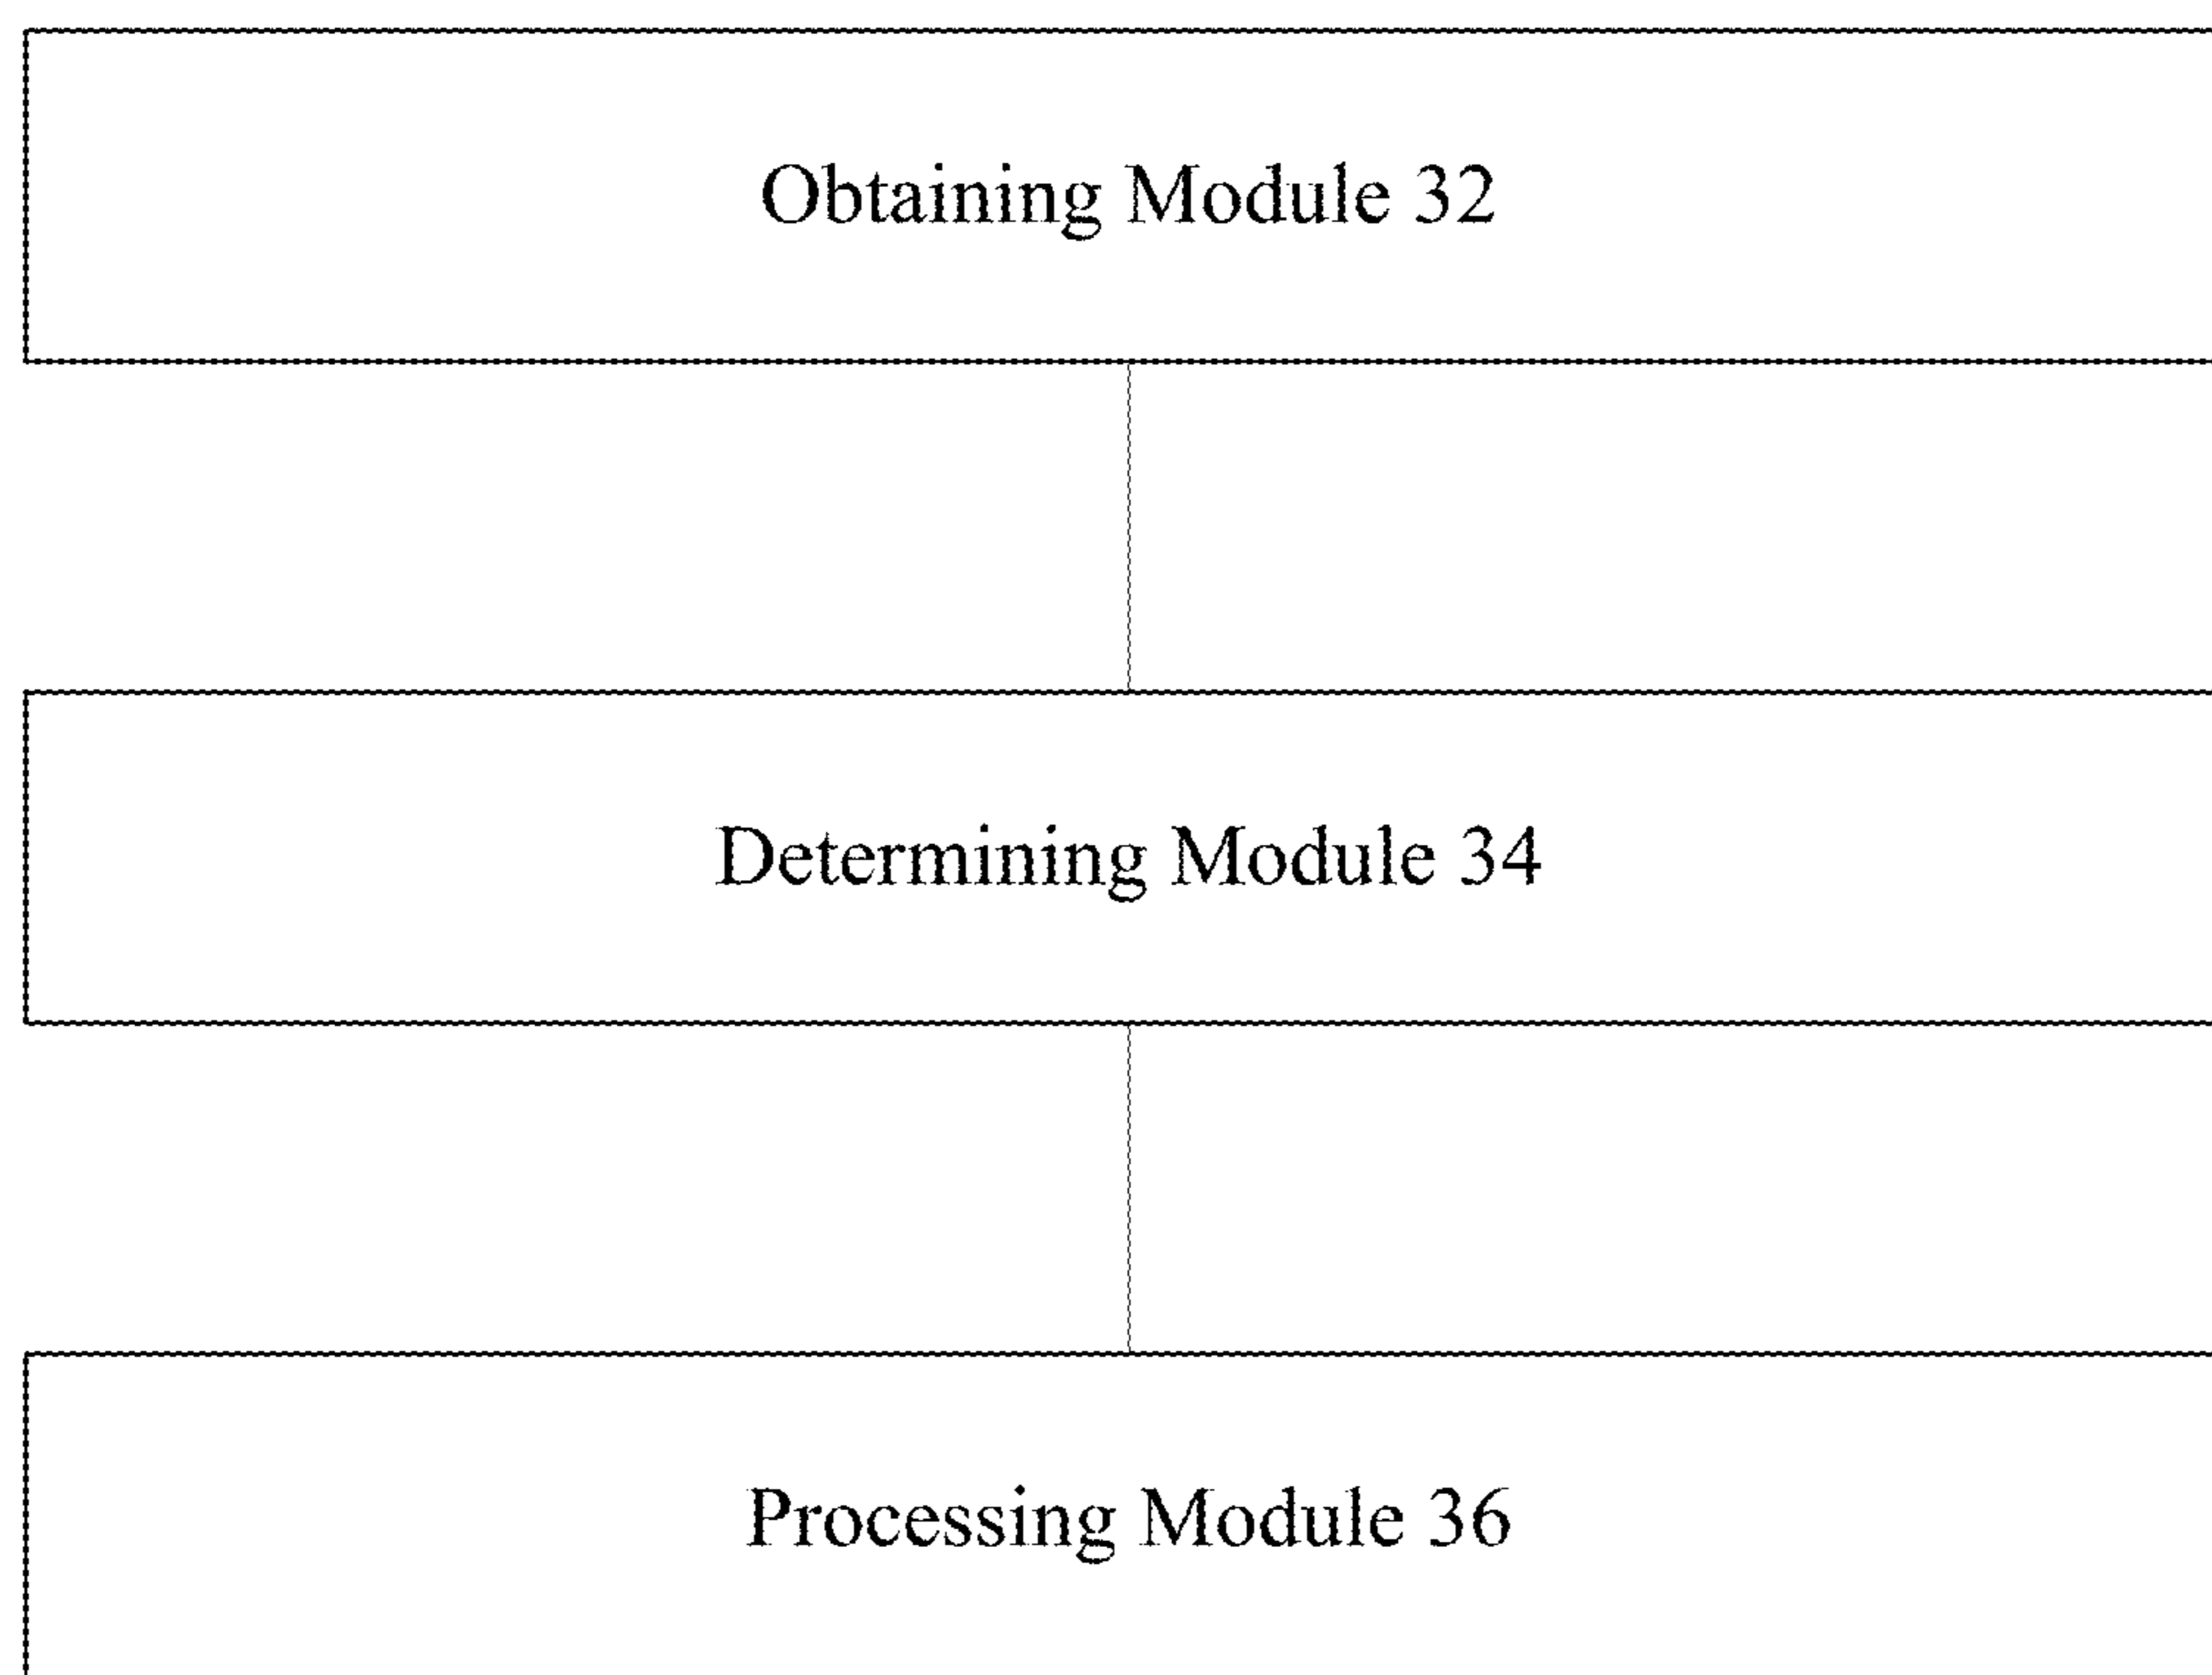 Obtaining Module 32
Determining Module 34
Processing Module 36